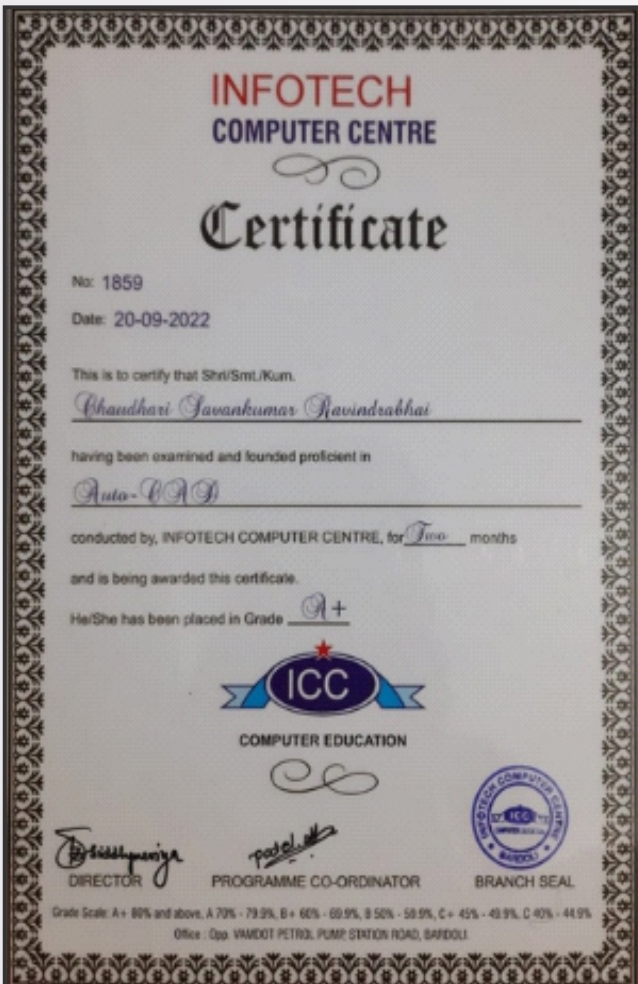 INFOTECH
COMPUTER CENTRE
Certificate
No: 1859
Date: 20-09-2022
This is to certify that Shri/Smt./Kum.
Chaudhari Savankumar Ravindrabhai
having been examined and founded proficient in
Auto-CAD
conducted by, INFOTECH COMPUTER CENTRE, for Two months
and is being awarded this certificate.
He/She has been placed in Grade A+
ICC
COMPUTER EDUCATION
INFOTECH COMPUTER CENTRE
ICC
BARDOLI
DIRECTOR PROGRAMME CO-ORDINATOR BRANCH SEAL
Grade Scale: A+ 80% and above, A 70% - 79.9%, B+ 60% - 69.9%, B 50% - 59.9%, C+ 45% - 49.9%, C 40% - 44.9%
Office : Opp. VAMDOT PETROL PUMP, STATION ROAD, BARDOLI.